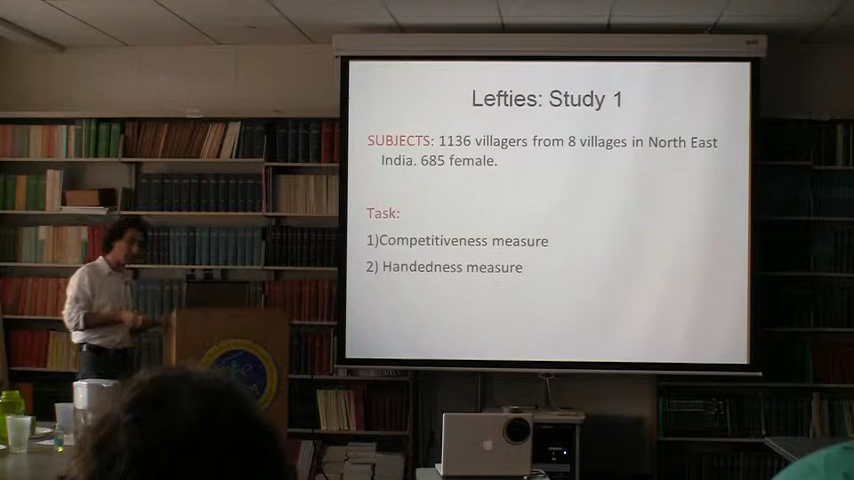 Lefties: Study 1
SUBJECTS: 1136 villagers from 8 villages in North East
India. 685 female.
Task:
1)Competitiveness measure
2) Handedness measure